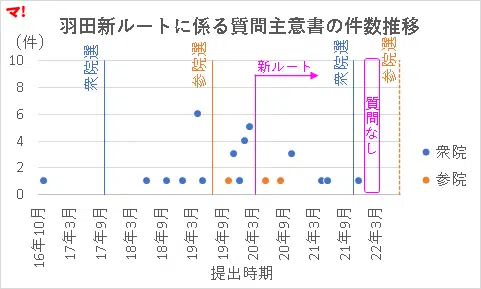 マ!
羽田新ルートに係る質問主意書の件数推移
(件)
10
8
6
4
2
0
衆院選
参院選
新ルート
衆院選
質問なし
参院選
衆院
参院
16年10月
17年3月
17年9月
18年3月
18年9月
19年3月
19年9月
20年3月
20年9月
21年3月
21年9月
22年3月
提出時期